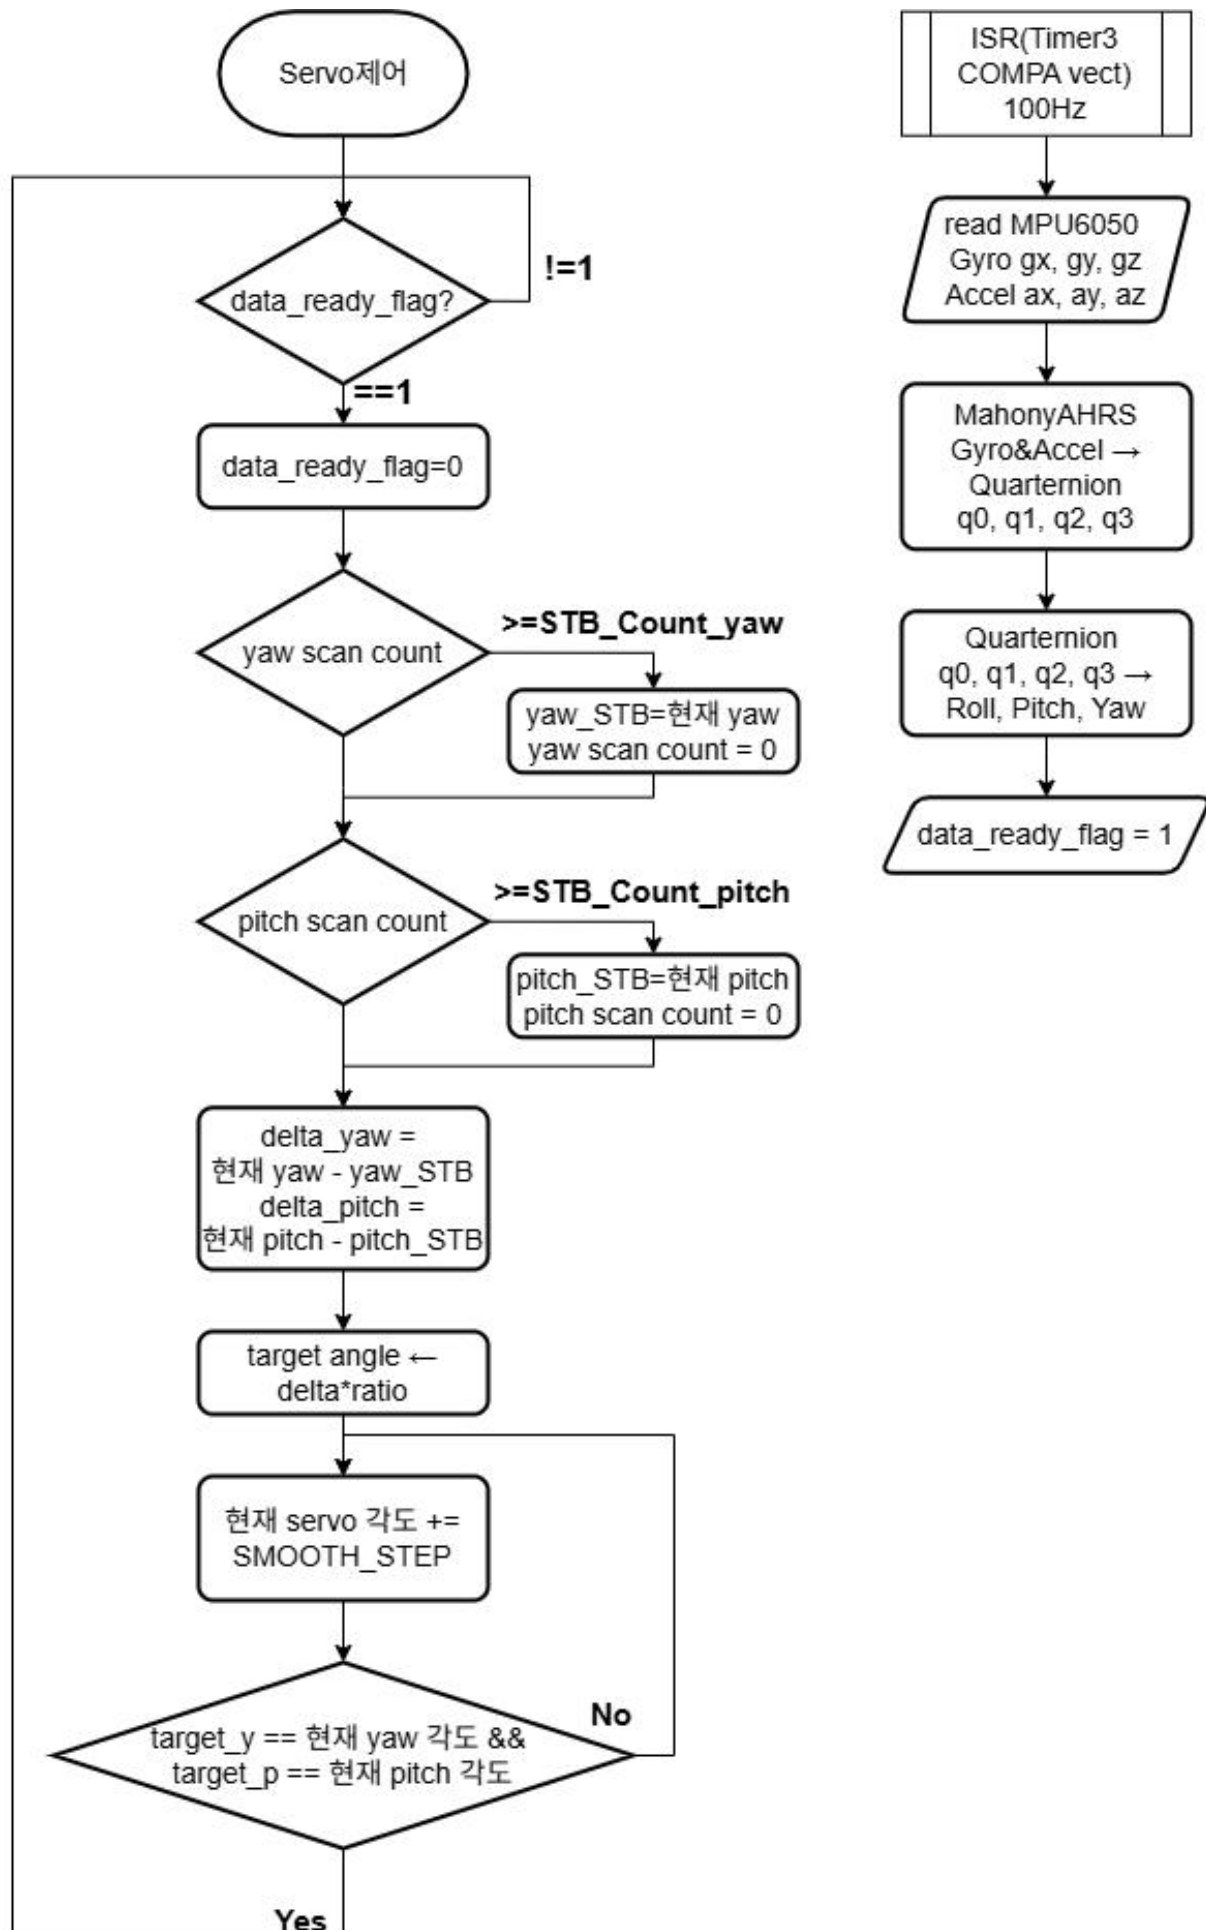 Servo제어
data_ready_flag?
!=1
==1
data_ready_flag=0
yaw scan count
>=STB_Count_yaw
yaw_STB=현재 yaw
yaw scan count = 0
pitch scan count
>=STB_Count_pitch
pitch_STB=현재 pitch
pitch scan count = 0
delta_yaw =
현재 yaw - yaw_STB
delta_pitch =
현재 pitch - pitch_STB
target angle ←
delta*ratio
현재 servo 각도 +=
SMOOTH_STEP
target_y == 현재 yaw 각도 &&
target_p == 현재 pitch 각도
No
Yes
ISR(Timer3
COMPA vect)
100Hz
read MPU6050
Gyro gx, gy, gz
Accel ax, ay, az
MahonyAHRS
Gyro&Accel →
Quarternion
q0, q1, q2, q3
Quarternion
q0, q1, q2, q3 →
Roll, Pitch, Yaw
data_ready_flag = 1